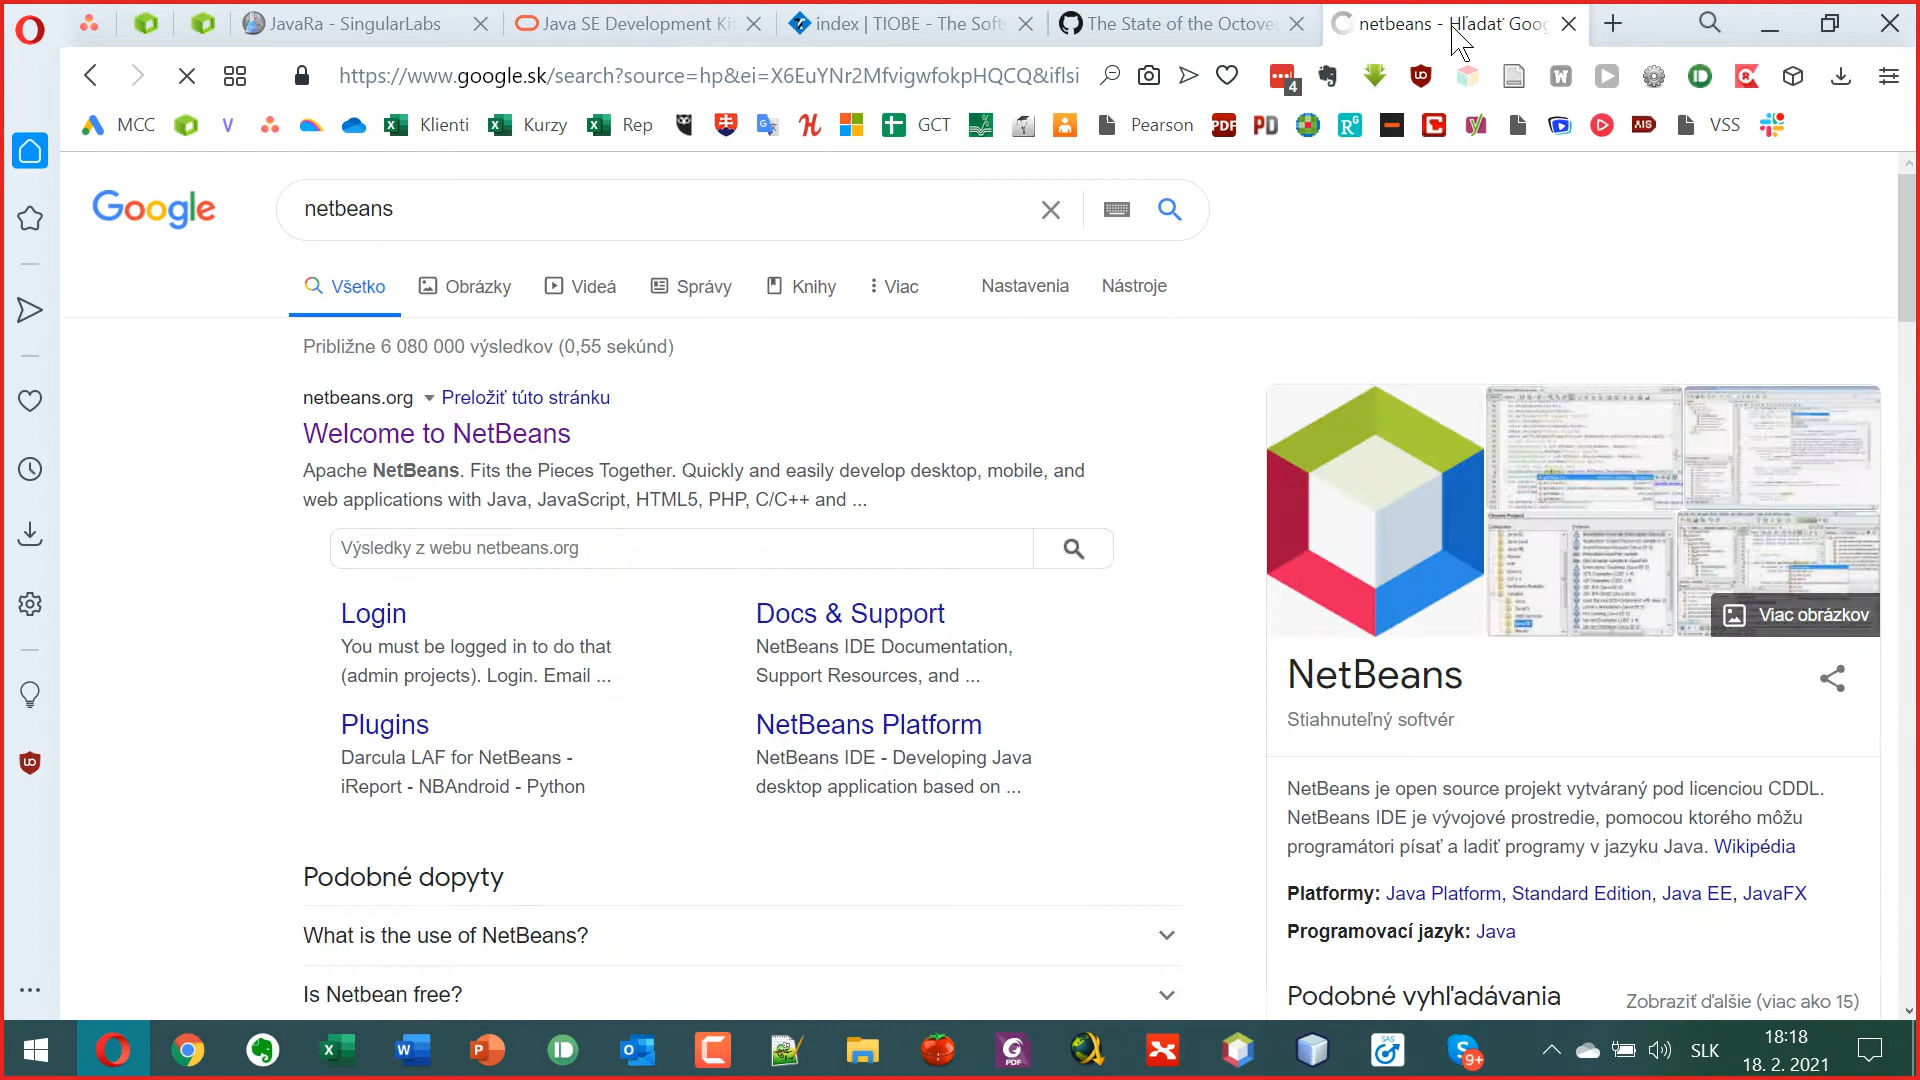 JavaRa - SingularLabs
Java SE Development Ki
index | TIOBE - The Soft
The State of the Octove
netbeans - Hľadať Goog
https://www.google.sk/search?source=hp&ei=X6EuYNr2MfvigwfokpHQCQ&iflsi
4
MCC
V
Klienti
Kurzy
Rep
GCT
Pearson
PDF
PD
AIS
VSS
Google
netbeans
Všetko
Obrázky
Videá
Správy
Knihy
Viac
Nastavenia
Nástroje
Približne 6 080 000 výsledkov (0,55 sekúnd)
netbeans.org
Preložiť túto stránku
Welcome to NetBeans
Apache NetBeans. Fits the Pieces Together. Quickly and easily develop desktop, mobile, and
web applications with Java, JavaScript, HTML5, PHP, C/C++ and ...
Výsledky z webu netbeans.org
Login
You must be logged in to do that
(admin projects). Login. Email ...
Docs & Support
NetBeans IDE Documentation,
Support Resources, and ...
Plugins
Darcula LAF for NetBeans -
iReport - NBAndroid - Python
NetBeans Platform
NetBeans IDE - Developing Java
desktop application based on ...
Podobné dopyty
What is the use of NetBeans?
Is Netbean free?
Viac obrázkov
NetBeans
Stiahnuteľný softvér
NetBeans je open source projekt vytváraný pod licenciou CDDL.
NetBeans IDE je vývojové prostredie, pomocou ktorého môžu
programátori písať a ladiť programy v jazyku Java. Wikipédia
Platformy: Java Platform, Standard Edition, Java EE, JavaFX
Programovací jazyk: Java
Podobné vyhľadávania
Zobraziť ďalšie (viac ako 15)
9+
SLK
18:18
18. 2. 2021